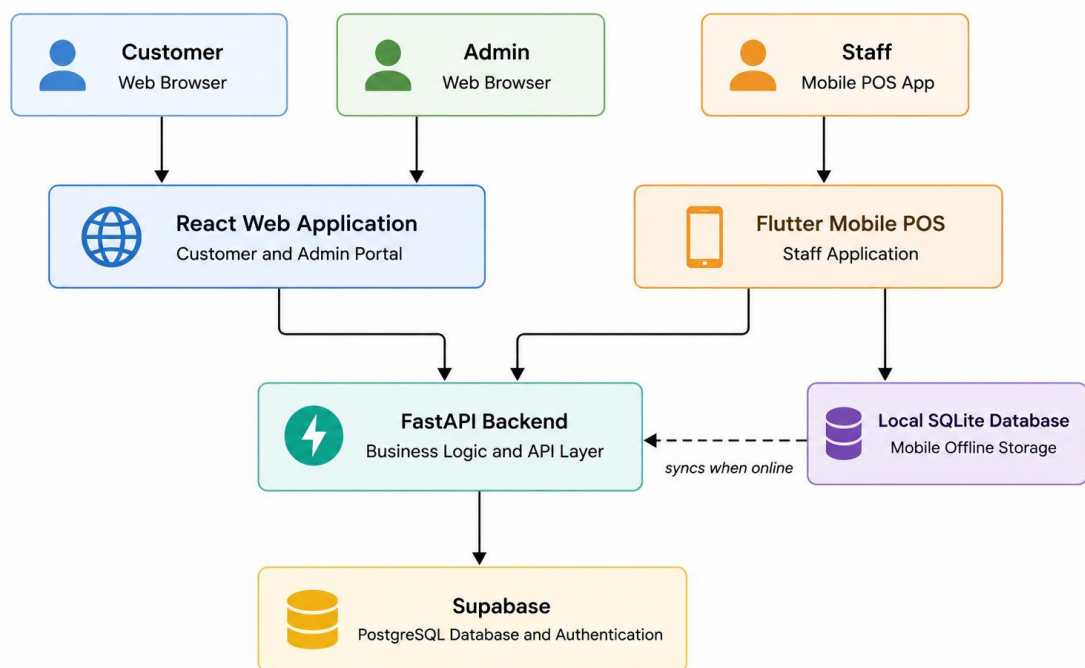 Customer
Web Browser
Admin
Web Browser
Staff
Mobile POS App
React Web Application
Customer and Admin Portal
Flutter Mobile POS
Staff Application
FastAPI Backend
Business Logic and API Layer
syncs when online
Local SQLite Database
Mobile Offline Storage
Supabase
PostgreSQL Database and Authentication